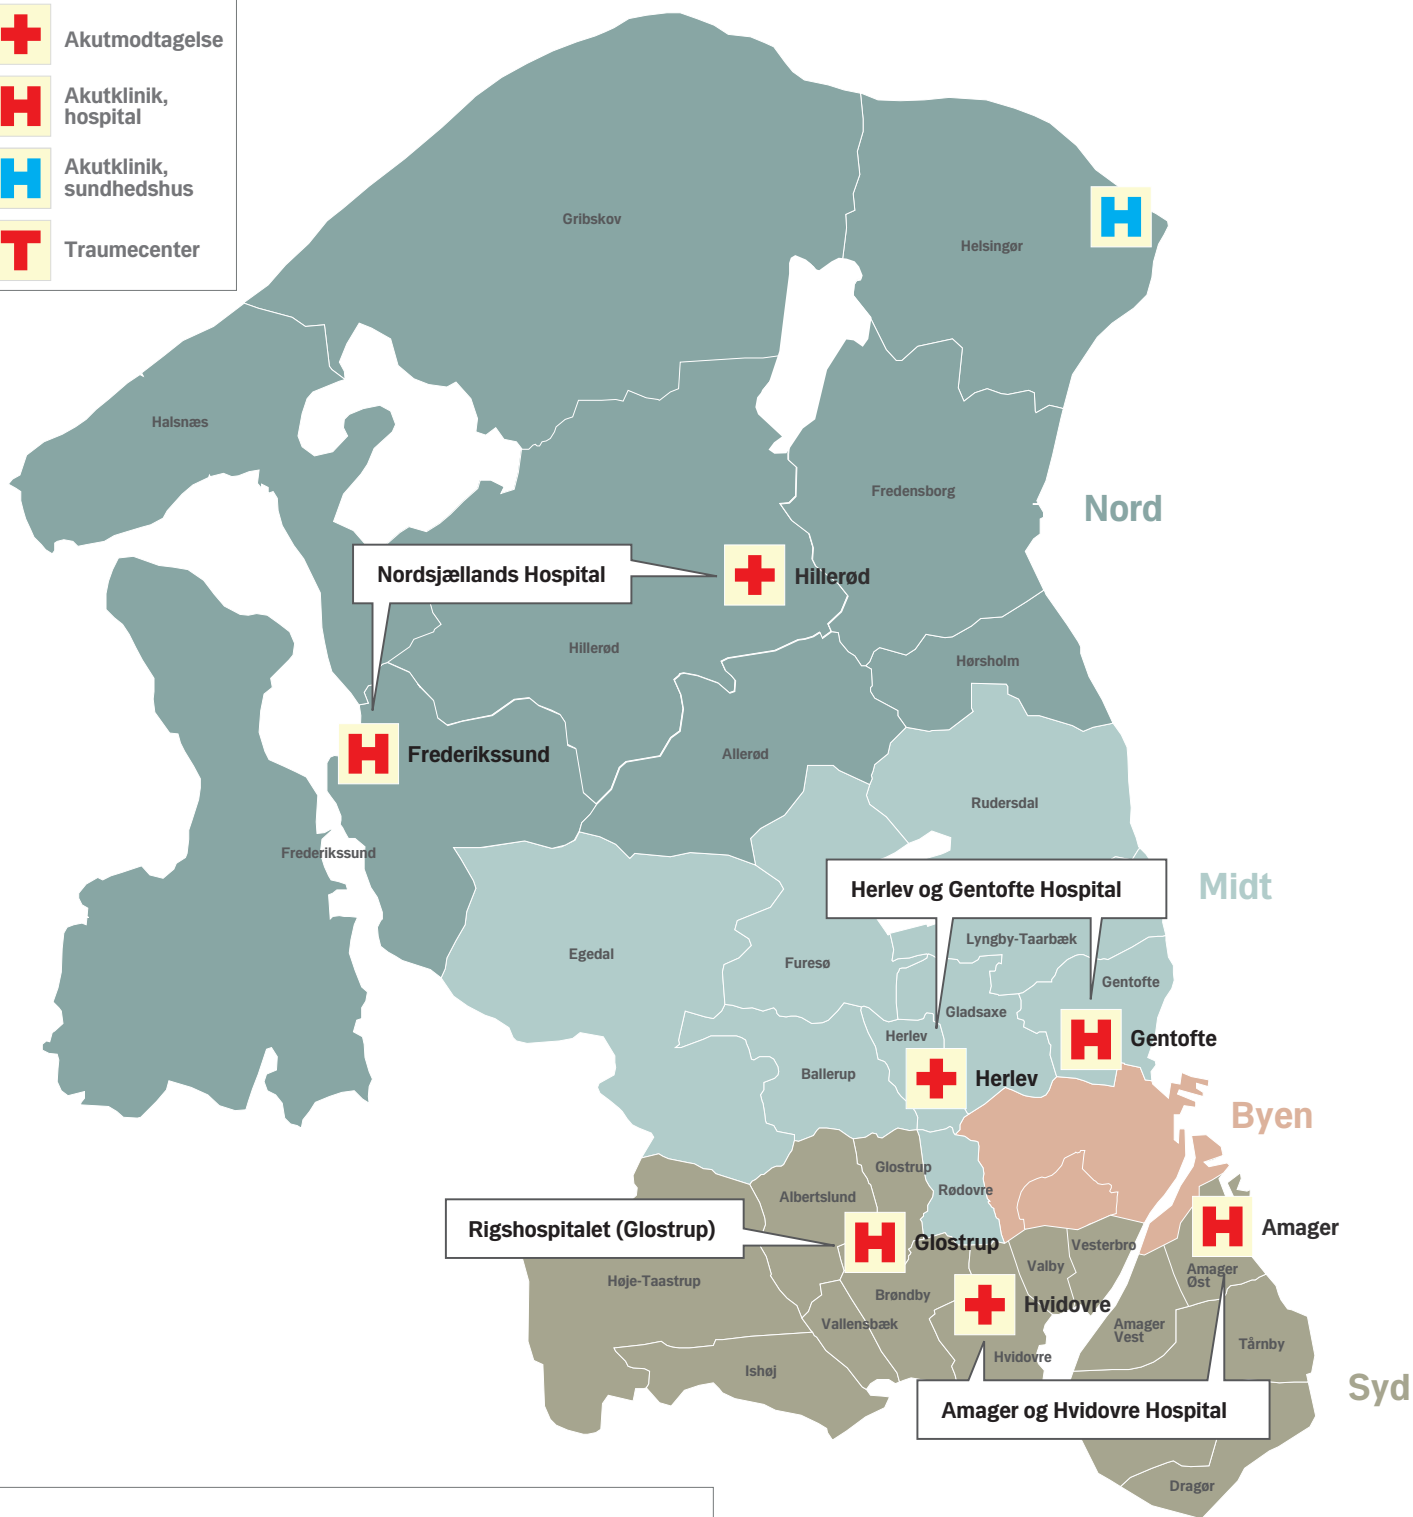 Akutmodtagelse
Akutklinik,
hospital
Akutklinik,
sundhedshus
Traumecenter
Gribskov
Helsingør
Halsnæs
Fredensborg
Nord
Nordsjællands Hospital
Hillerød
Hillerød
Hørsholm
Frederikssund
Allerød
Rudersdal
Frederikssund
Herlev og Gentofte Hospital
Midt
Lyngby-Taarbæk
Egedal
Furesø
Gentofte
Gladsaxe
Herlev
Gentofte
Ballerup
Herlev
Byen
Glostrup
Rødovre
Albertslund
Rigshospitalet (Glostrup)
Amager
Glostrup
Vesterbro
Valby
Amager
Øst
Høje-Taastrup
Brøndby
Hvidovre
Vallensbæk
Amager
Vest
Tårnby
Hvidovre
Ishøj
Syd
Amager og Hvidovre Hospital
Dragør